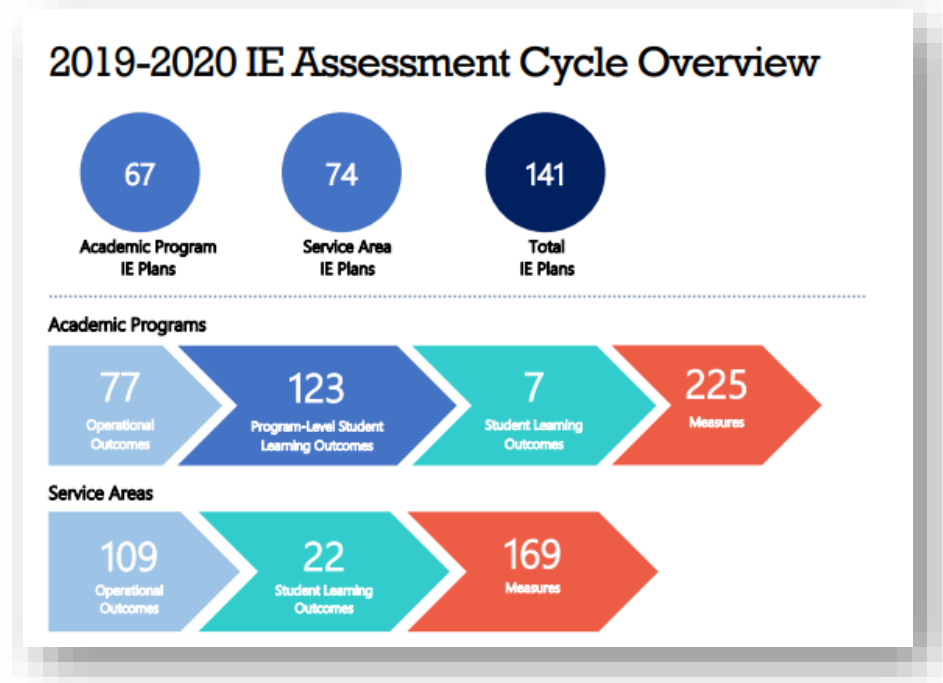 2019-2020 IE Assessment Cycle Overview
67
74
141
Academic Program
IE Plans
Service Area
IE Plans
Total
IE Plans
Academic Programs
77
Operational
Outcomes
123
Program-Level Student
Learning Outcomes
7
Student Learning
Outcomes
225
Measures
Service Areas
109
Operational
Outcomes
22
Student Learning
Outcomes
169
Measures